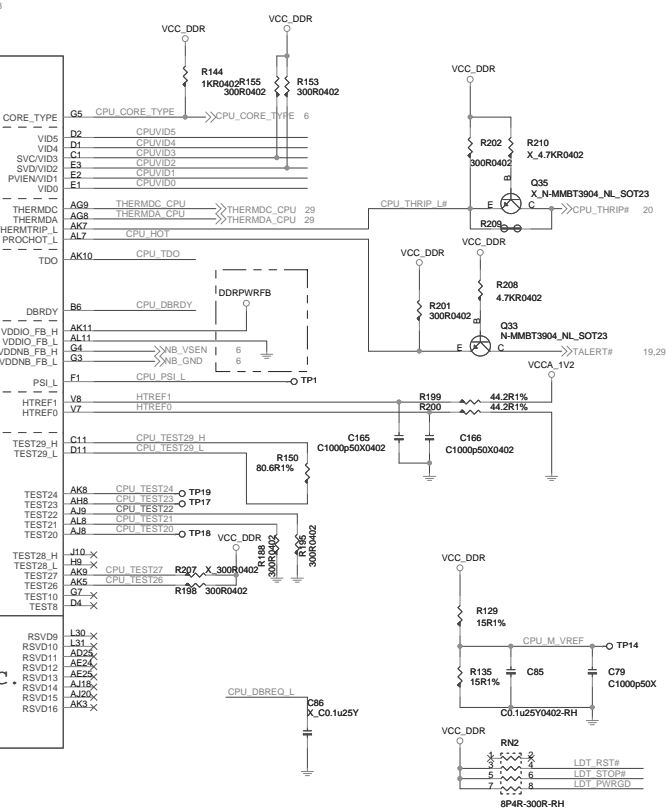 VCC_DDR
VCC_DDR
R144
1KR0402
R155
300R0402
R153
300R0402
VCC_DDR
CORE_TYPE G5 CPU_CORE_TYPE CPU_CORE_TYPE 6
VID5 D2 CPUVID5
VID4 D1 CPUVID4
SVC/VID3 C1 CPUVID3
SVD/VID2 E3 CPUVID2
PVIEN/VID1 E2 CPUVID1
VID0 E1 CPUVID0
R202
300R0402
R210
X_4.7KR0402
B
Q35
X_N-MMBT3904_NL_SOT23
THERMDC AG9 THERMDC_CPU THERMDC_CPU 29
THERMDA AG8 THERMDA_CPU THERMDA_CPU 29
HERMTRIP_L AK7 CPU_THRIP_L# E C CPU_THRIP# 20
R209
PROCHOT_L AL7 CPU_HOT
TDO AK10 CPU_TDO
VCC_DDR
VCC_DDR
R208
4.7KR0402
R201
300R0402
B
Q33
N-MMBT3904_NL_SOT23
E C TALERT# 19,29
DDRPWRFB
DBRDY B6 CPU_DBRDY
VDDIO_FB_H AK11
VDDIO_FB_L AL11
VDDNB_FB_H G4 NB_VSEN 6
VDDNB_FB_L G3 NB_GND 6
PSI_L F1 CPU_PSI_L TP1
VCCA_1V2
HTREF1 V8 HTREF1 R199 44.2R1%
HTREF0 V7 HTREF0 R200 44.2R1%
C165
C1000p50X0402
C166
C1000p50X0402
TEST29_H C11 CPU_TEST29_H
TEST29_L D11 CPU_TEST29_L
R150
80.6R1%
TEST24 AK8 CPU_TEST24 TP19
TEST23 AH8 CPU_TEST23 TP17
TEST22 AJ9 CPU_TEST22
TEST21 AL8 CPU_TEST21
TEST20 AJ8 CPU_TEST20 TP18
VCC_DDR
R188
300R0402
R195
300R0402
TEST28_H J10
TEST28_L H9
TEST27 AK9 CPU_TEST27 R207 X_300R0402
TEST26 AK5 CPU_TEST26 R198 300R0402
TEST10 G7
TEST8 D4
RSVD9 L30
RSVD10 L31
RSVD11 AD25
RSVD12 AE24
RSVD13 AE25
RSVD14 AJ18
RSVD15 AJ20
RSVD16 AK3
C.
CPU_DBREQ_L
C86
X_C0.1u25Y
VCC_DDR
R129
15R1%
CPU_M_VREF TP14
R135
15R1%
C85
C0.1u25Y0402-RH
C79
C1000p50X
VCC_DDR
RN2
1 2
3 4 LDT_RST#
5 6 LDT_STOP#
7 8 LDT_PWRGD
8P4R-300R-RH